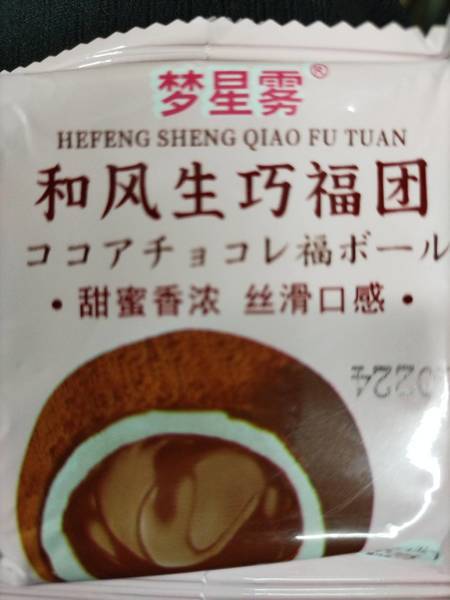 梦星雾®
HEFENG SHENG QIAO FU TUAN
和风生巧福团
ココアチョコレ福ボール
•甜蜜香浓 丝滑口感•
0224